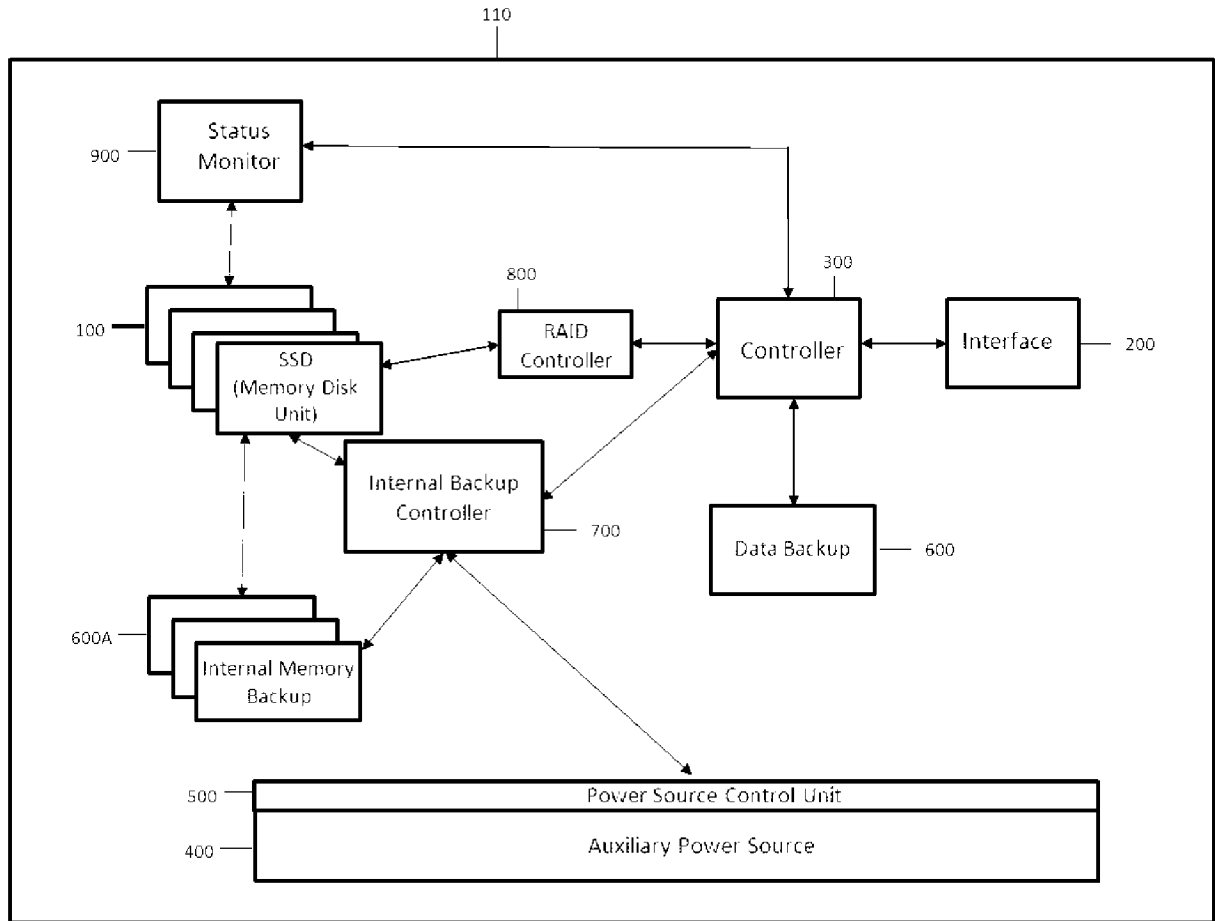 110
Status
Monitor
900
800
300
100
SSD
(Memory Disk
Unit)
RAID
Controller
Controller
Interface
200
Internal Backup
Controller
700
Data Backup
600
600A
Internal Memory
Backup
500
Power Source Control Unit
400
Auxiliary Power Source